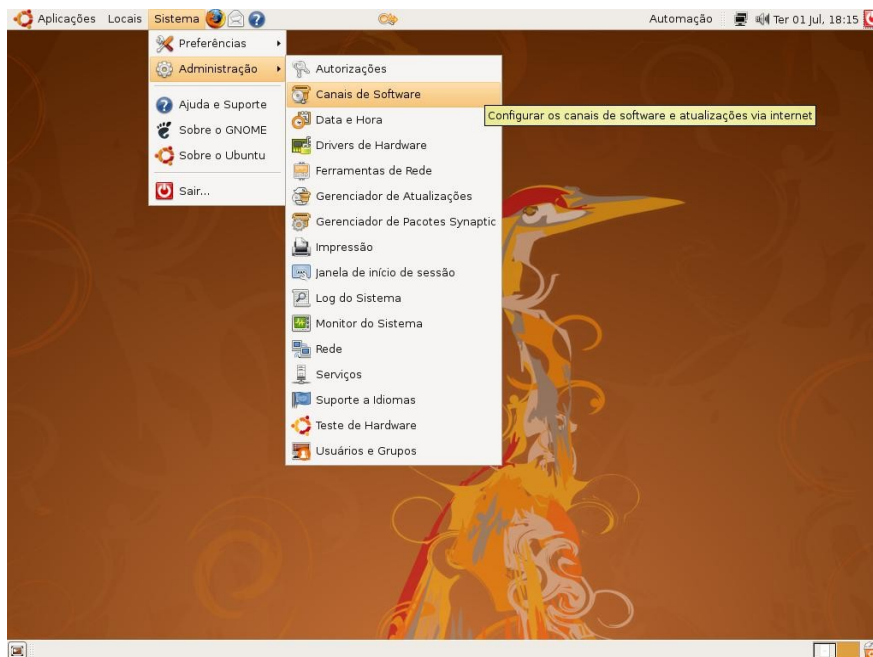 Aplicações Locais Sistema Automação Ter 01 Jul, 18:15
Preferências
Administração
Ajuda e Suporte
Sobre o GNOME
Sobre o Ubuntu
Sair...
Autorizações
Canais de Software
Configurar os canais de software e atualizações via internet
Data e Hora
Drivers de Hardware
Ferramentas de Rede
Gerenciador de Atualizações
Gerenciador de Pacotes Synaptic
Impressão
Janela de início de sessão
Log do Sistema
Monitor do Sistema
Rede
Serviços
Suporte a Idiomas
Teste de Hardware
Usuários e Grupos